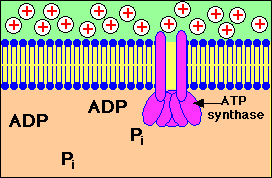 + + + + + + + + + + + +
ADP
ATP
synthase
ADP
Pi
Pi